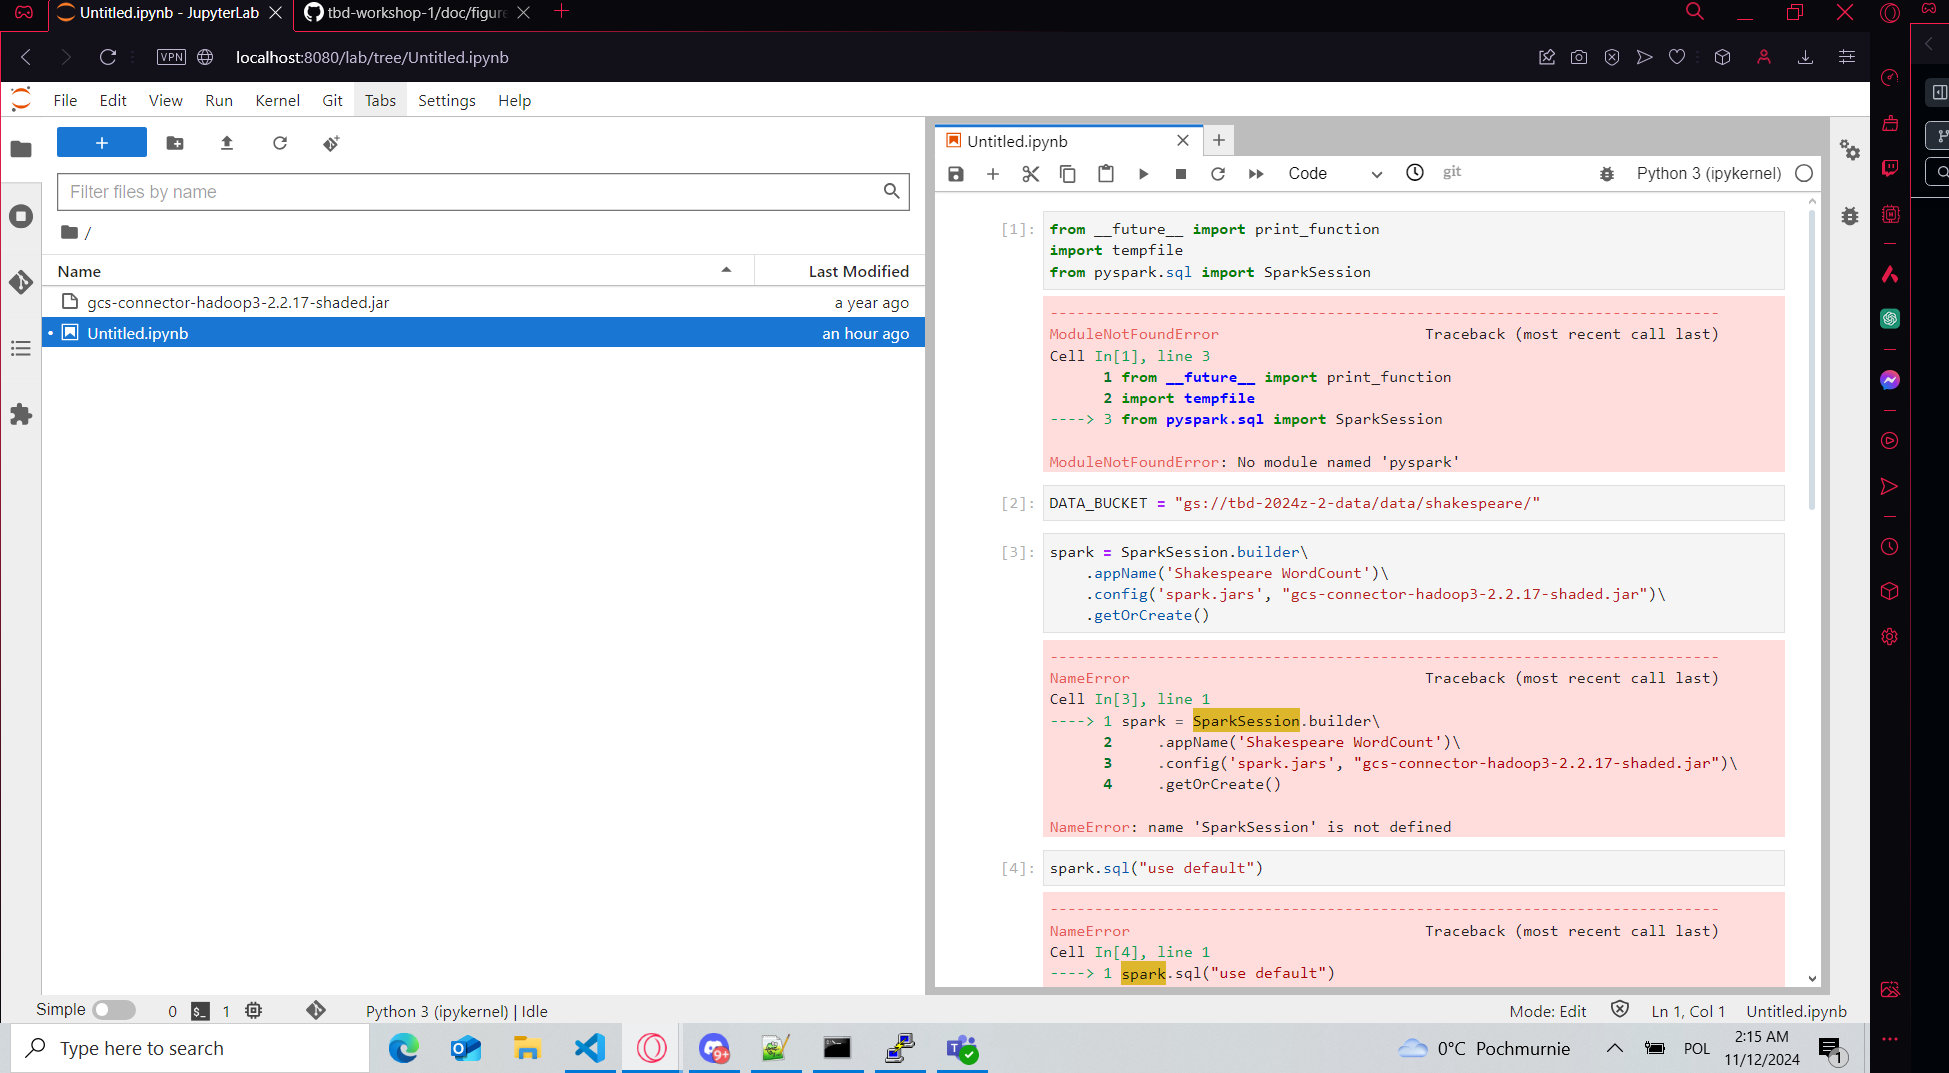 Untitled.ipynb - JupyterLab
tbd-workshop-1/doc/figure
VPN
localhost:8080/lab/tree/Untitled.ipynb
File Edit View Run Kernel Git Tabs Settings Help
+
Filter files by name
/
Name Last Modified
gcs-connector-hadoop3-2.2.17-shaded.jar a year ago
• Untitled.ipynb an hour ago
Untitled.ipynb
Code git Python 3 (ipykernel)
[1]: from __future__ import print_function
import tempfile
from pyspark.sql import SparkSession
---------------------------------------------------------------------------
ModuleNotFoundError Traceback (most recent call last)
Cell In[1], line 3
1 from __future__ import print_function
2 import tempfile
----> 3 from pyspark.sql import SparkSession
ModuleNotFoundError: No module named 'pyspark'
[2]: DATA_BUCKET = "gs://tbd-2024z-2-data/data/shakespeare/"
[3]: spark = SparkSession.builder\
.appName('Shakespeare WordCount')\
.config('spark.jars', "gcs-connector-hadoop3-2.2.17-shaded.jar")\
.getOrCreate()
---------------------------------------------------------------------------
NameError Traceback (most recent call last)
Cell In[3], line 1
----> 1 spark = SparkSession.builder\
2 .appName('Shakespeare WordCount')\
3 .config('spark.jars', "gcs-connector-hadoop3-2.2.17-shaded.jar")\
4 .getOrCreate()
NameError: name 'SparkSession' is not defined
[4]: spark.sql("use default")
---------------------------------------------------------------------------
NameError Traceback (most recent call last)
Cell In[4], line 1
----> 1 spark.sql("use default")
Simple 0 $_ 1 Python 3 (ipykernel) | Idle Mode: Edit Ln 1, Col 1 Untitled.ipynb
Type here to search
9+
0°C Pochmurnie
POL
2:15 AM
11/12/2024
1